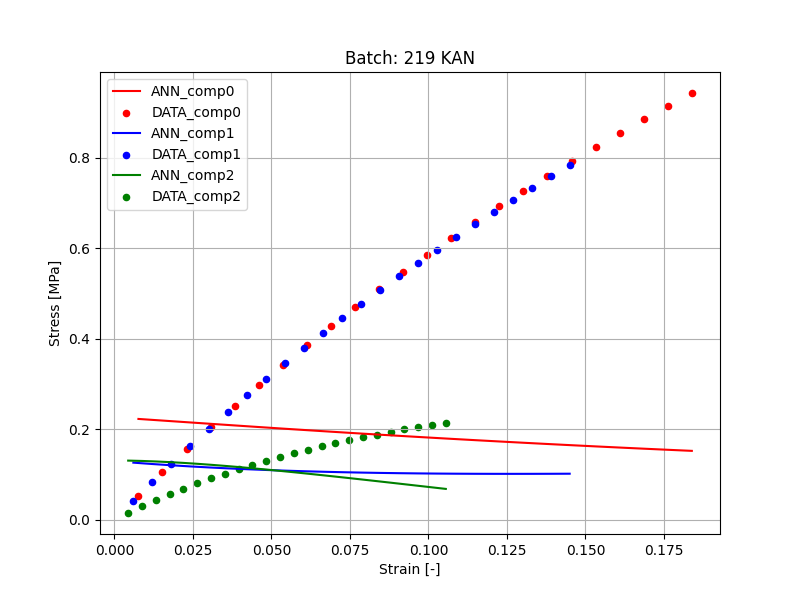 Batch: 219 KAN
ANN_comp0
DATA_comp0
ANN_comp1
DATA_comp1
ANN_comp2
DATA_comp2
0.8
0.6
0.4
0.2
0.0
Stress [MPa]
0.000 0.025 0.050 0.075 0.100 0.125 0.150 0.175
Strain [-]